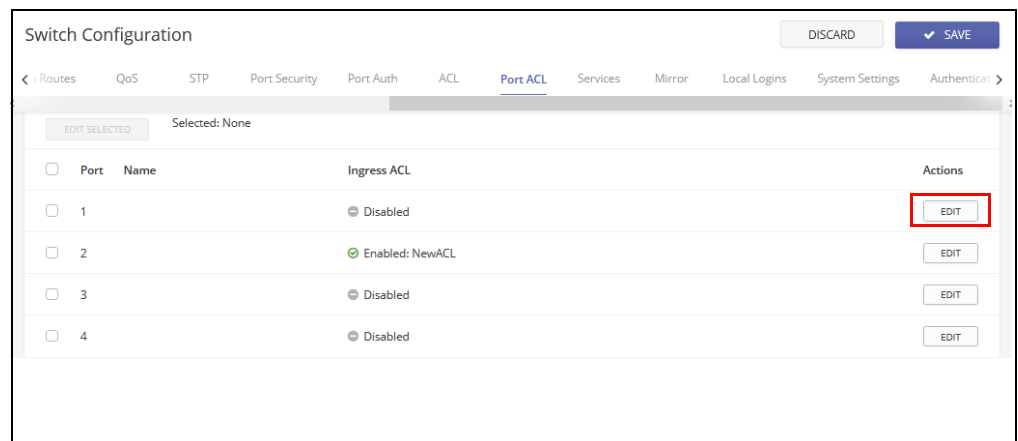 Switch Configuration DISCARD SAVE
Routes QoS STP Port Security Port Auth ACL Port ACL Services Mirror Local Logins System Settings Authenticat
EDIT SELECTED Selected: None
Port Name Ingress ACL Actions
1 Disabled EDIT
2 Enabled: NewACL EDIT
3 Disabled EDIT
4 Disabled EDIT